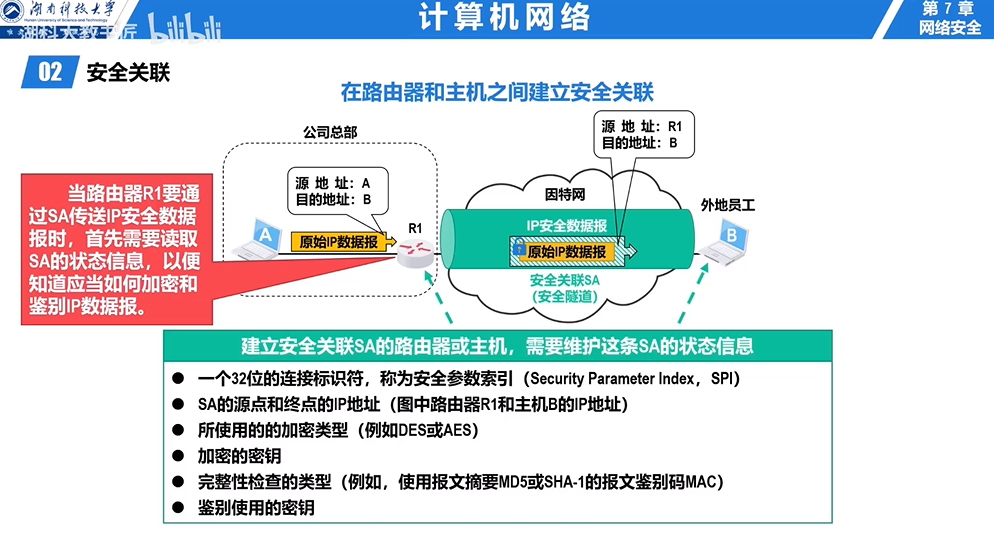 湖南科技大学
Hunan University of Science and Technology
湖科大教书匠 bilibili
计算机网络
第 7 章
网络安全
02 安全关联
在路由器和主机之间建立安全关联
公司总部
源 地 址：A
目的地址：B
A
原始IP数据报
R1
源 地 址：R1
目的地址：B
因特网
IP安全数据报
原始IP数据报
安全关联SA
（安全隧道）
外地员工
B
当路由器R1要通
过SA传送IP安全数据
报时，首先需要读取
SA的状态信息，以便
知道应当如何加密和
鉴别IP数据报。
建立安全关联SA的路由器或主机，需要维护这条SA的状态信息
● 一个32位的连接标识符，称为安全参数索引（Security Parameter Index，SPI）
● SA的源点和终点的IP地址（图中路由器R1和主机B的IP地址）
● 所使用的的加密类型（例如DES或AES）
● 加密的密钥
● 完整性检查的类型（例如，使用报文摘要MD5或SHA-1的报文鉴别码MAC）
● 鉴别使用的密钥